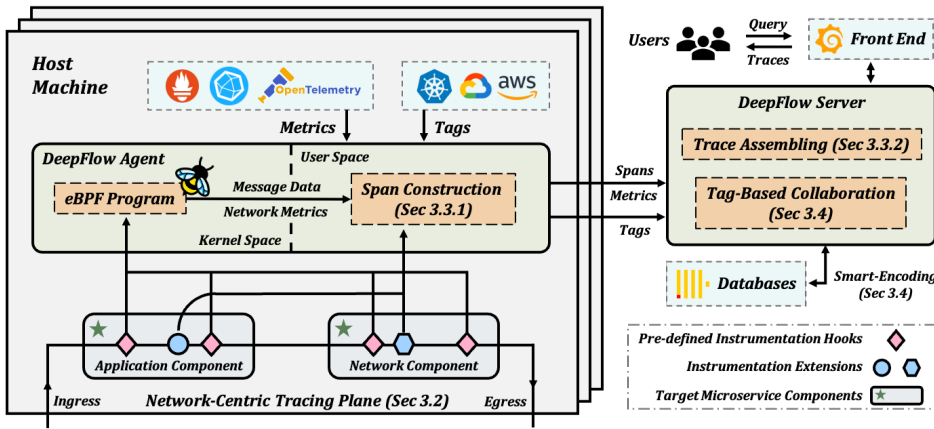 Host
Machine
OpenTelemetry
aws
Metrics
Tags
DeepFlow Agent
User Space
eBPF Program
Message Data
Network Metrics
Span Construction
(Sec 3.3.1)
Kernel Space
Application Component
Network Component
Ingress
Network-Centric Tracing Plane (Sec 3.2)
Egress
Spans
Metrics
Tags
Users
Query
Traces
Front End
DeepFlow Server
Trace Assembling (Sec 3.3.2)
Tag-Based Collaboration
(Sec 3.4)
Databases
Smart-Encoding
(Sec 3.4)
Pre-defined Instrumentation Hooks
Instrumentation Extensions
Target Microservice Components